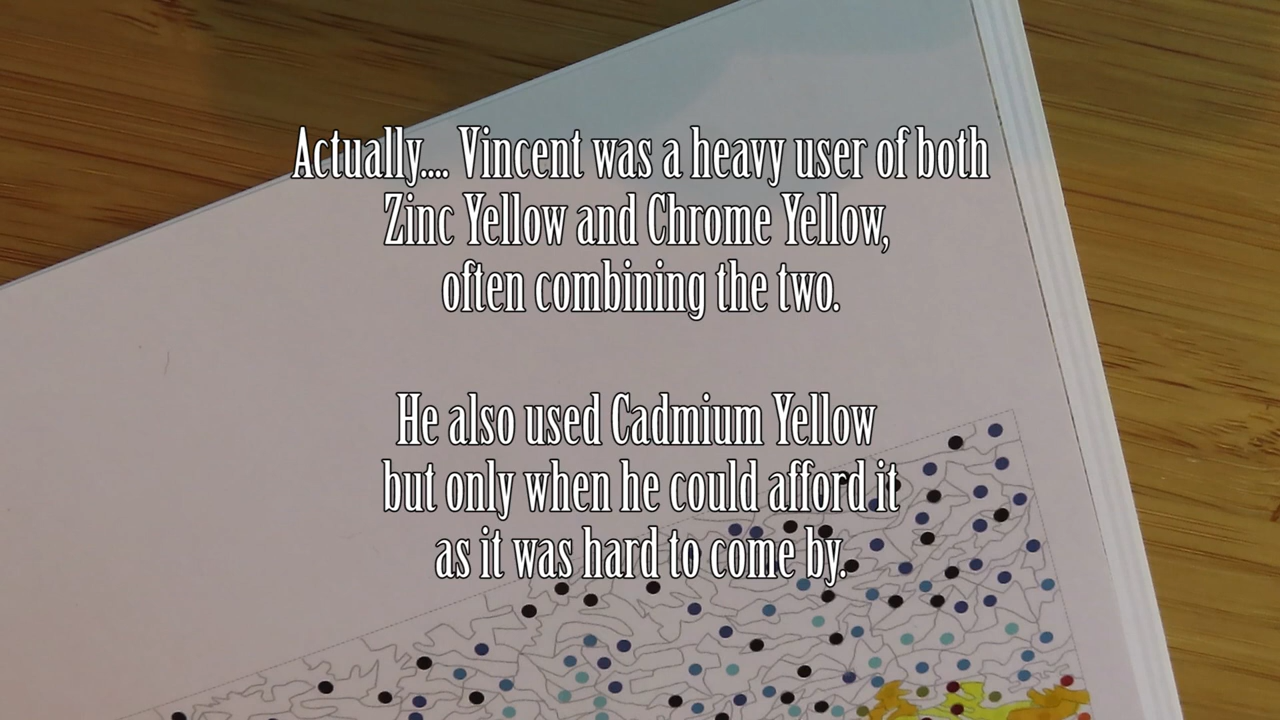 Actually.... Vincent was a heavy user of both
Zinc Yellow and Chrome Yellow,
often combining the two.
He also used Cadmium Yellow
but only when he could afford it
as it was hard to come by.